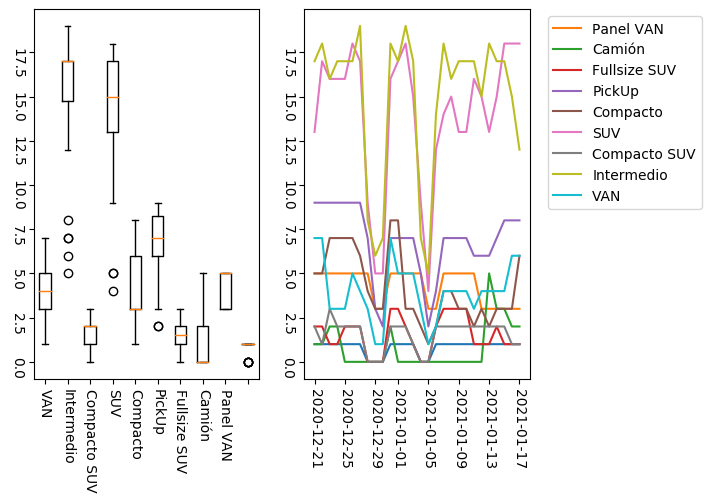 17.5
15.0
12.5
10.0
7.5
5.0
2.5
0.0
VAN
Intermedio
Compacto SUV
SUV
Compacto
PickUp
Fullsize SUV
Camión
Panel VAN
17.5
15.0
12.5
10.0
7.5
5.0
2.5
0.0
2020-12-21
2020-12-25
2020-12-29
2021-01-01
2021-01-05
2021-01-09
2021-01-13
2021-01-17
Panel VAN
Camión
Fullsize SUV
PickUp
Compacto
SUV
Compacto SUV
Intermedio
VAN